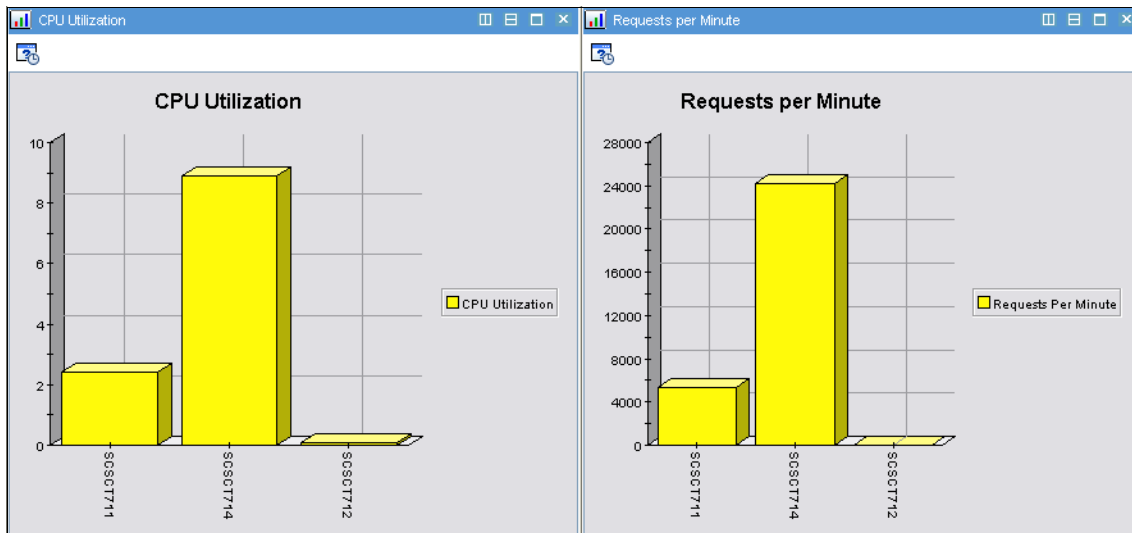 CPU Utilization
CPU Utilization
10
8
6
4
2
0
SCSCT711
SCSCT714
SCSCT712
CPU Utilization
Requests per Minute
Requests per Minute
28000
24000
20000
16000
12000
8000
4000
0
SCSCT711
SCSCT714
SCSCT712
Requests Per Minute